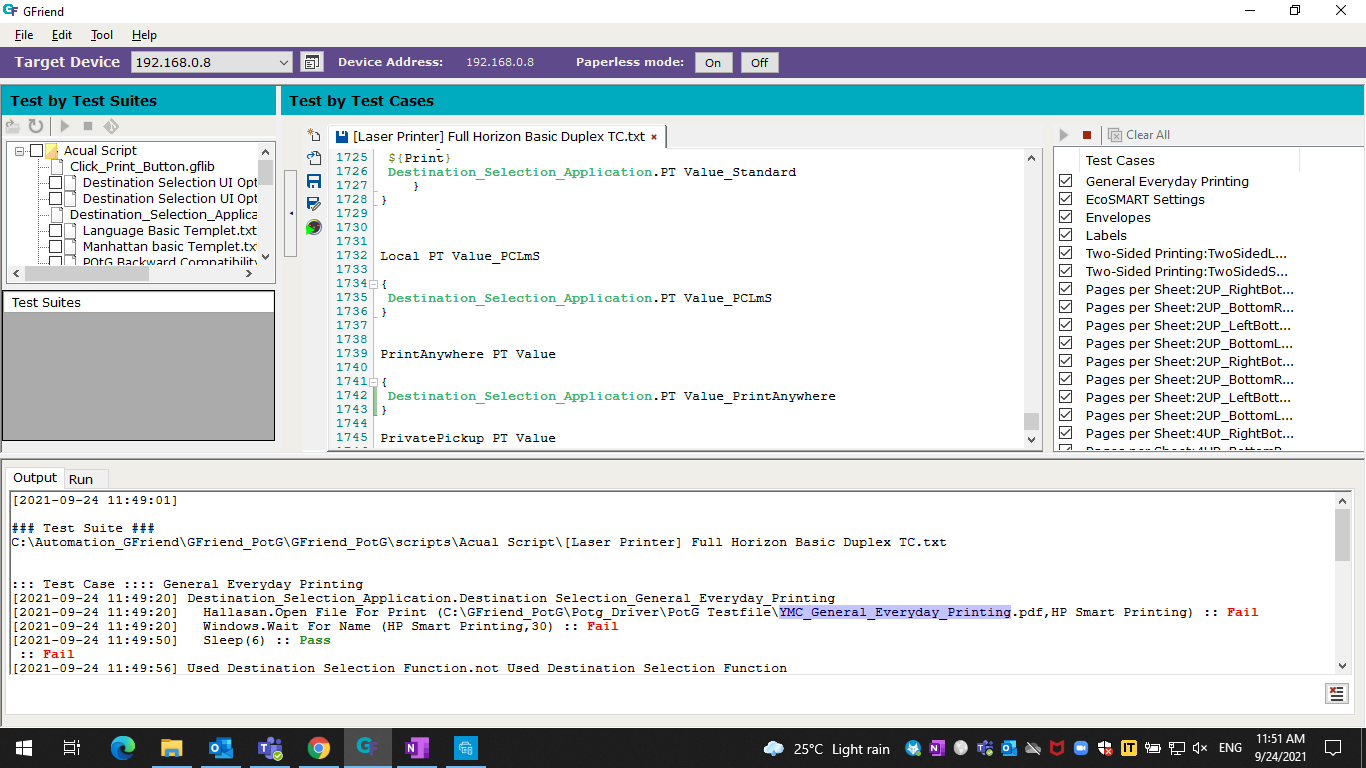 GFriend
File Edit Tool Help
Target Device 192.168.0.8 Device Address: 192.168.0.8 Paperless mode: On Off
Test by Test Suites
Acual Script
Click_Print_Button.gflib
Destination Selection UI Opt
Destination Selection UI Opt
Destination_Selection_Applica
Language Basic Templet.txt
Manhattan basic Templet.txt
POtG Backward Compatibility
Test Suites
Test by Test Cases
[Laser Printer] Full Horizon Basic Duplex TC.txt
1725 ${Print}
1726 Destination_Selection_Application.PT Value_Standard
1727 }
1728 }
1729
1730
1731
1732 Local PT Value_PCLmS
1733
1734 {
1735 Destination_Selection_Application.PT Value_PCLmS
1736 }
1737
1738
1739 PrintAnywhere PT Value
1740
1741 {
1742 Destination_Selection_Application.PT Value_PrintAnywhere
1743 }
1744
1745 PrivatePickup PT Value
Clear All
Test Cases
General Everyday Printing
EcoSMART Settings
Envelopes
Labels
Two-Sided Printing:TwoSidedL...
Two-Sided Printing:TwoSidedS...
Pages per Sheet:2UP_RightBot...
Pages per Sheet:2UP_BottomR...
Pages per Sheet:2UP_LeftBott...
Pages per Sheet:2UP_BottomL...
Pages per Sheet:2UP_RightBot...
Pages per Sheet:2UP_BottomR...
Pages per Sheet:2UP_LeftBott...
Pages per Sheet:2UP_BottomL...
Pages per Sheet:4UP_RightBot...
Pages per Sheet:4UP_BottomR...
Output Run
[2021-09-24 11:49:01]
### Test Suite ###
C:\Automation_GFriend\GFriend_PotG\GFriend_PotG\scripts\Acual Script\[Laser Printer] Full Horizon Basic Duplex TC.txt
::: Test Case :::: General Everyday Printing
[2021-09-24 11:49:20] Destination_Selection_Application.Destination Selection_General_Everyday_Printing
[2021-09-24 11:49:20] Hallasan.Open File For Print (C:\GFriend_PotG\Potg_Driver\PotG Testfile\YMC_General_Everyday_Printing.pdf,HP Smart Printing) :: Fail
[2021-09-24 11:49:20] Windows.Wait For Name (HP Smart Printing,30) :: Fail
[2021-09-24 11:49:50] Sleep(6) :: Pass
:: Fail
[2021-09-24 11:49:56] Used Destination Selection Function.not Used Destination Selection Function
25°C Light rain ENG 11:51 AM
9/24/2021